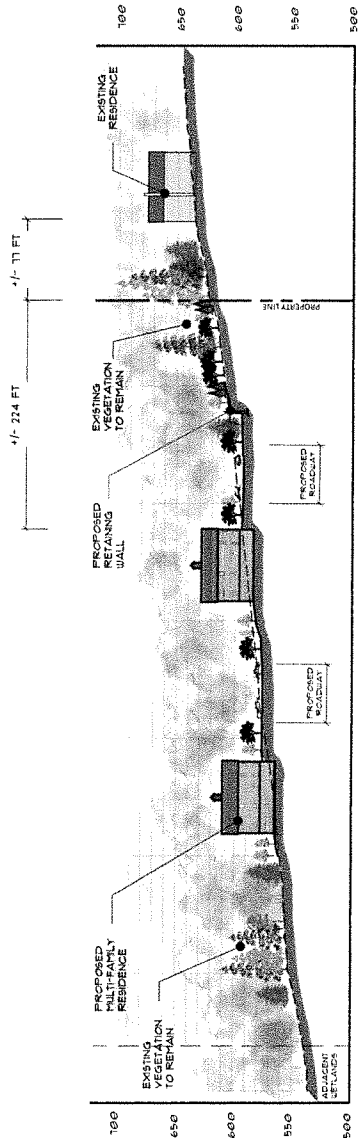 +/- 224 FT
+/- 77 FT
700
650
600
550
500
EXISTING
VEGETATION
TO REMAIN
PROPOSED
MULTI-FAMILY
RESIDENCE
PROPOSED
RETAINING
WALL
EXISTING
VEGETATION
TO REMAIN
EXISTING
RESIDENCE
700
650
600
550
500
ADJACENT
WETLANDS
PROPOSED
ROADWAY
PROPOSED
ROADWAY
PROPERTY LINE